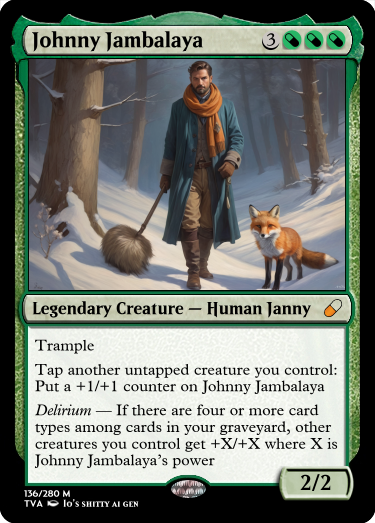 Johnny Jambalaya 3
Legendary Creature — Human Janny
Trample
Tap another untapped creature you control:
Put a +1/+1 counter on Johnny Jambalaya
Delirium — If there are four or more card
types among cards in your graveyard, other
creatures you control get +X/+X where X is
Johnny Jambalaya's power
2/2
136/280 M
TVA Io's shitty ai gen